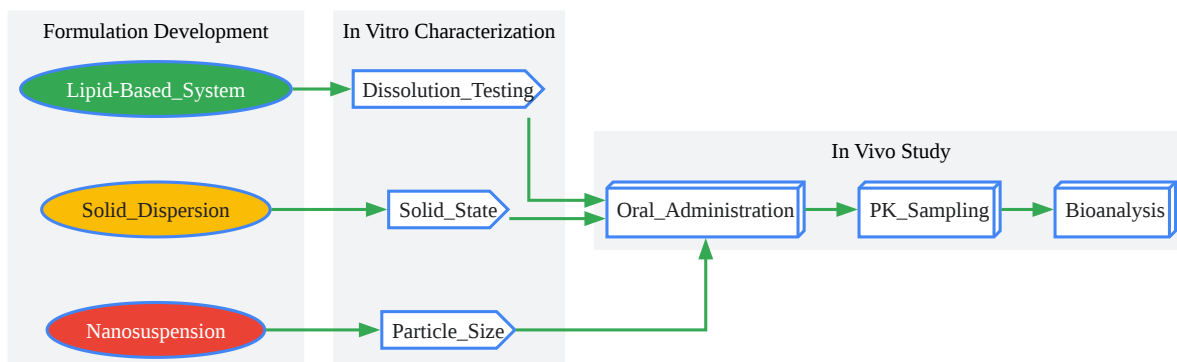 Formulation Development
In Vitro Characterization
Lipid-Based_System
Dissolution_Testing
In Vivo Study
Solid_Dispersion
Solid_State
Oral_Administration
PK_Sampling
Bioanalysis
Nanosuspension
Particle_Size